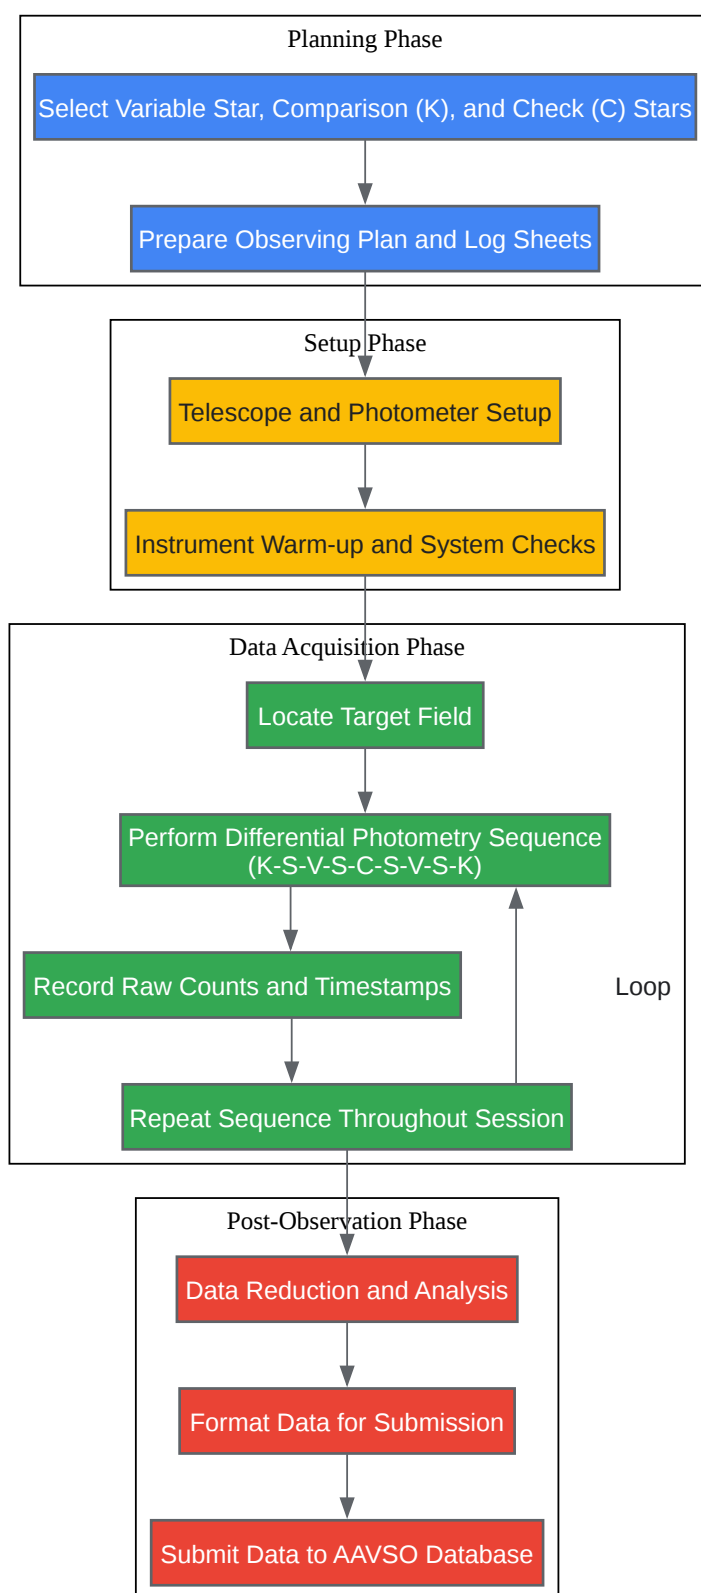 Planning Phase
Select Variable Star, Comparison (K), and Check (C) Stars
Prepare Observing Plan and Log Sheets
Setup Phase
Telescope and Photometer Setup
Instrument Warm-up and System Checks
Data Acquisition Phase
Locate Target Field
Perform Differential Photometry Sequence
(K-S-V-S-C-S-V-S-K)
Record Raw Counts and Timestamps
Loop
Repeat Sequence Throughout Session
Post-Observation Phase
Data Reduction and Analysis
Format Data for Submission
Submit Data to AAVSO Database